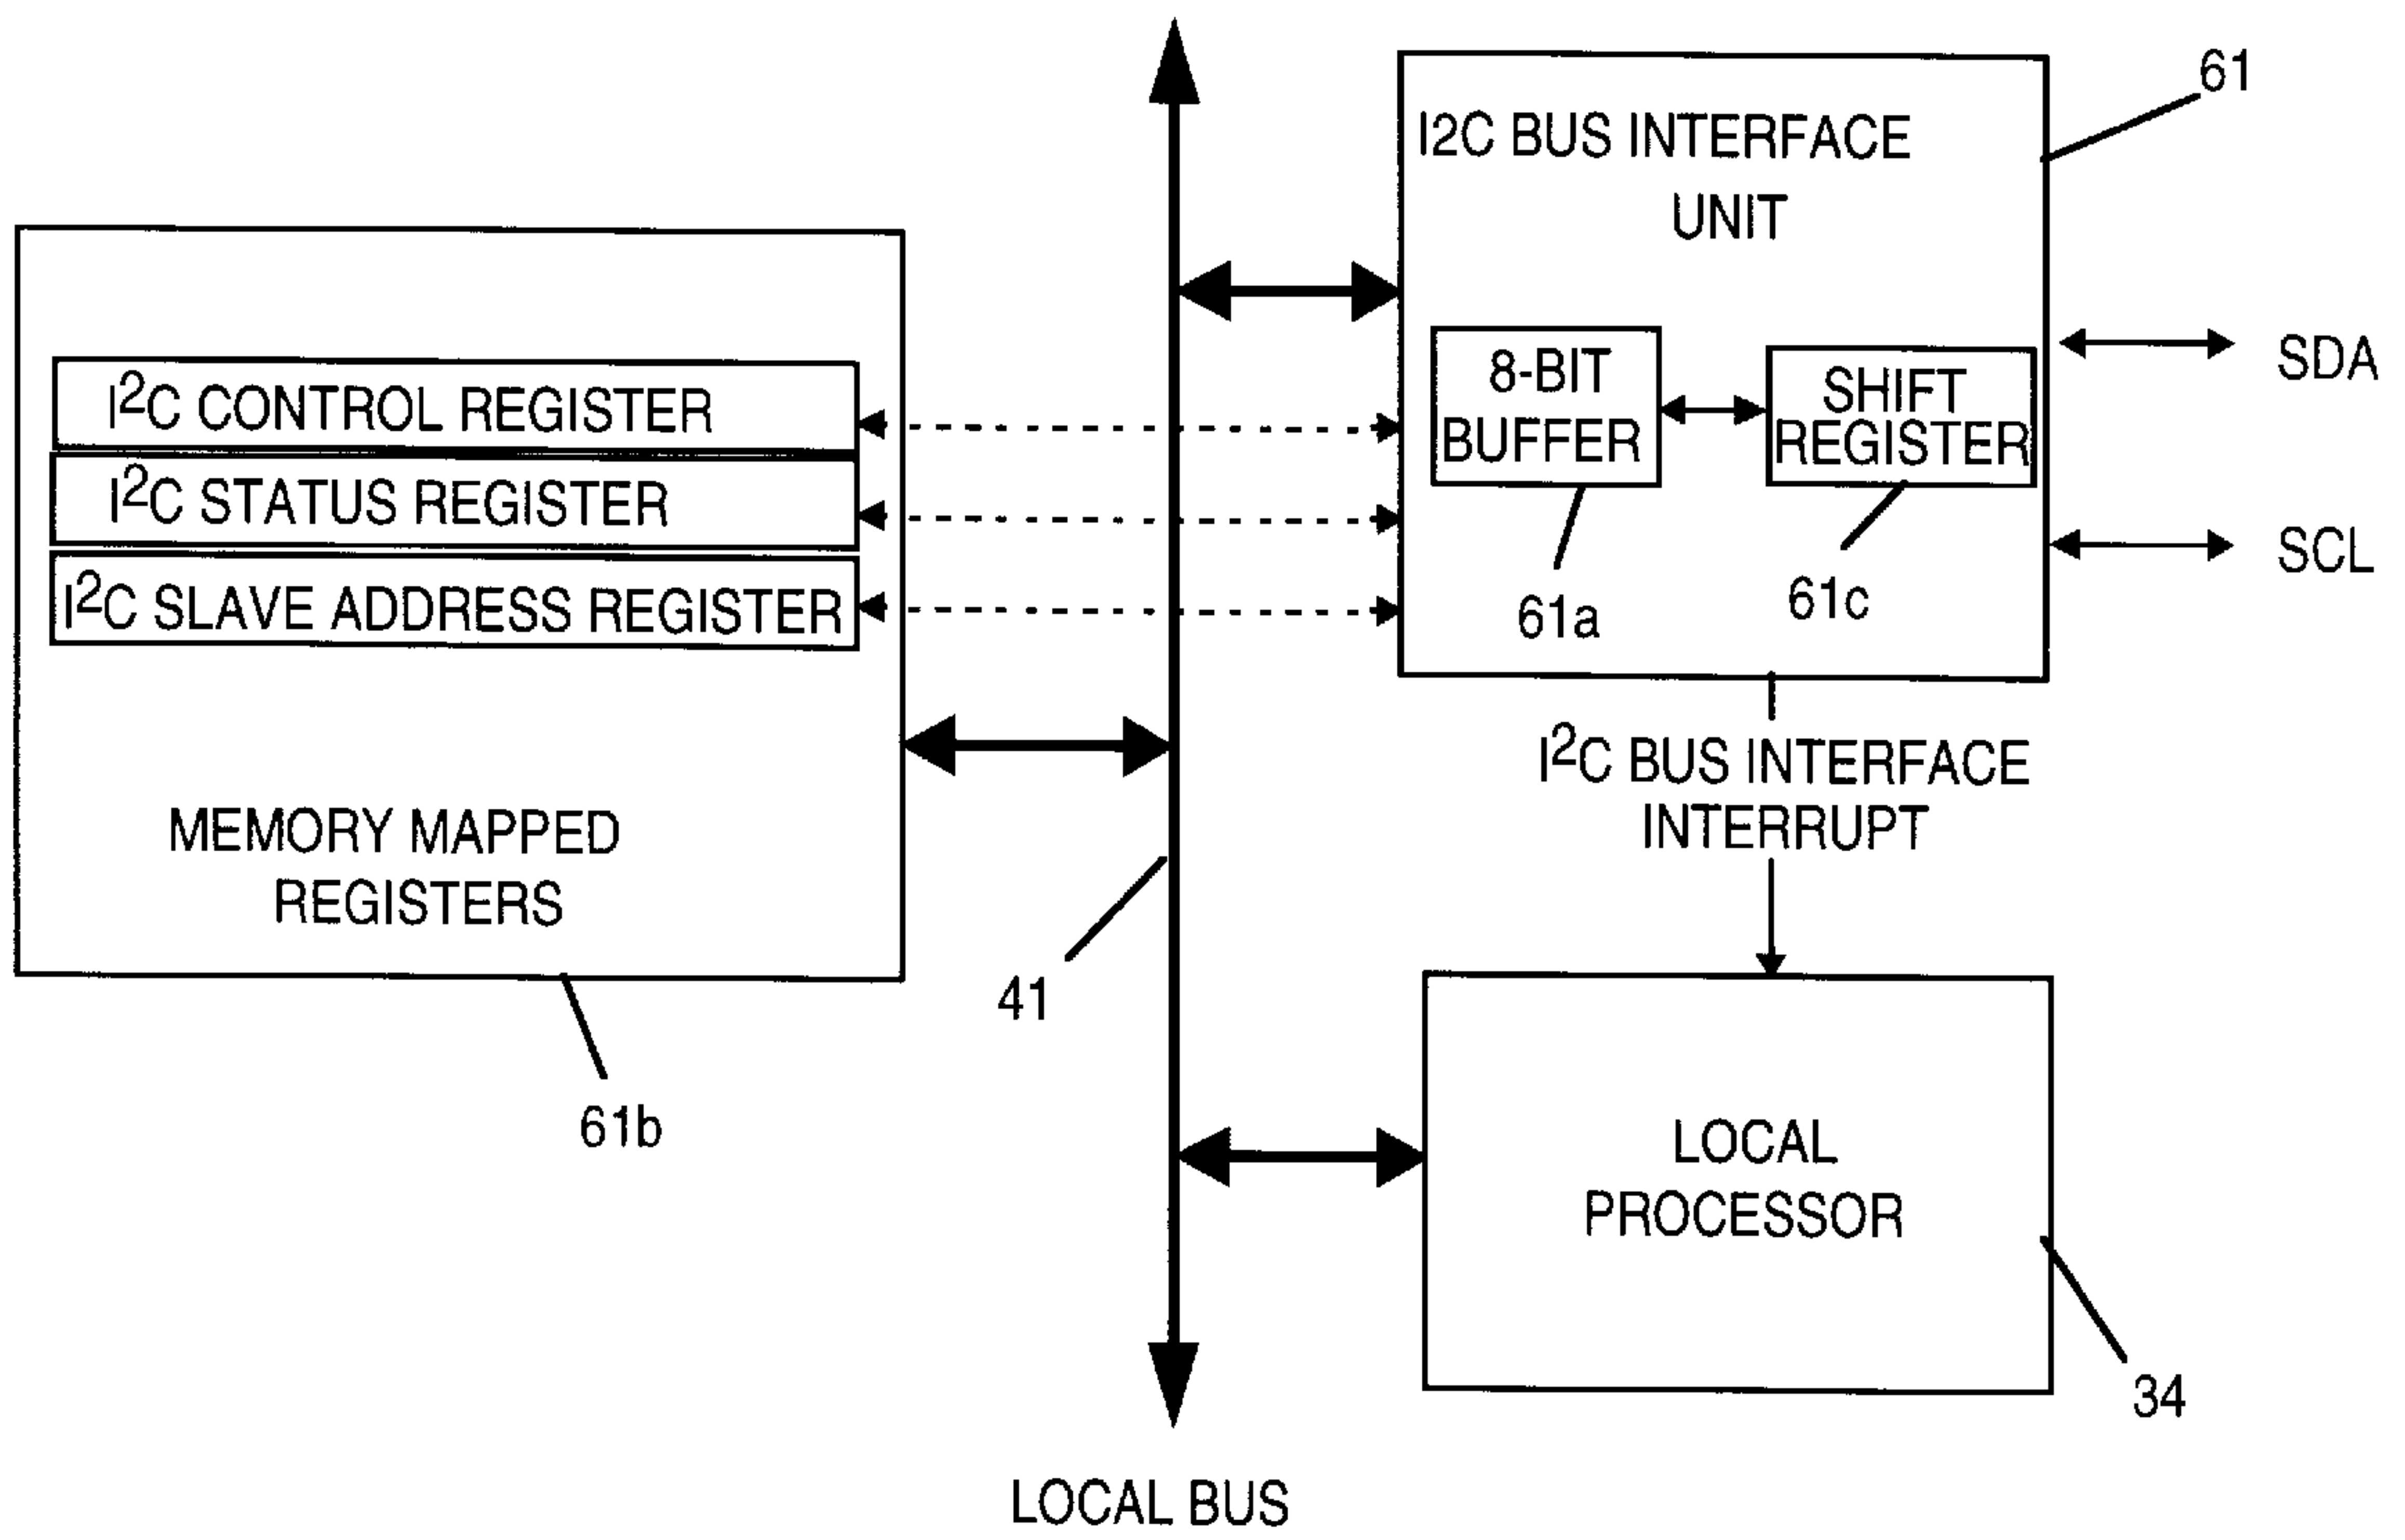 61
I2C BUS INTERFACE
UNIT
8-BIT
BUFFER
SHIFT
REGISTER
SDA
SCL
61a
61c
I²C CONTROL REGISTER
I²C STATUS REGISTER
I²C SLAVE ADDRESS REGISTER
MEMORY MAPPED
REGISTERS
61b
41
I²C BUS INTERFACE
INTERRUPT
LOCAL
PROCESSOR
34
LOCAL BUS